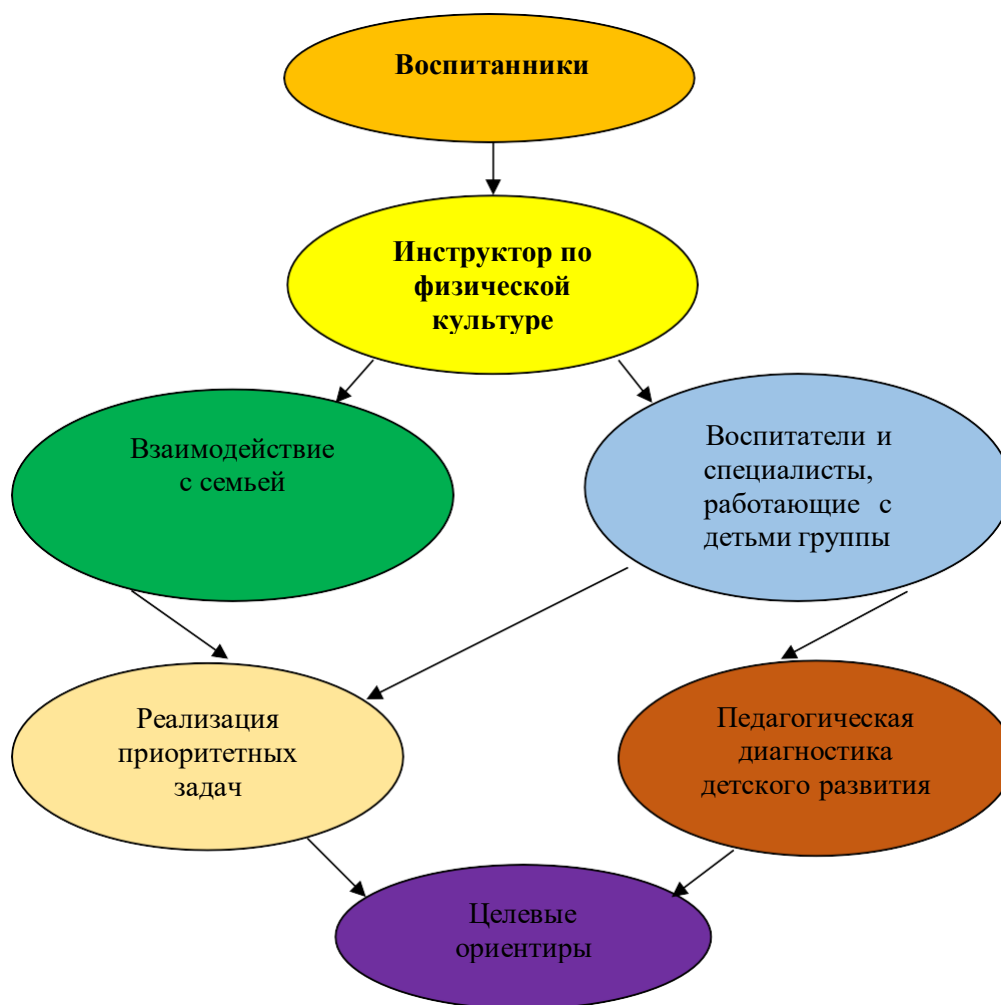 Воспитанники
Инструктор по
физической
культуре
Взаимодействие
с семьей
Воспитатели и
специалисты,
работающие с
детьми группы
Реализация
приоритетных
задач
Педагогическая
диагностика
детского развития
Целевые
ориентиры